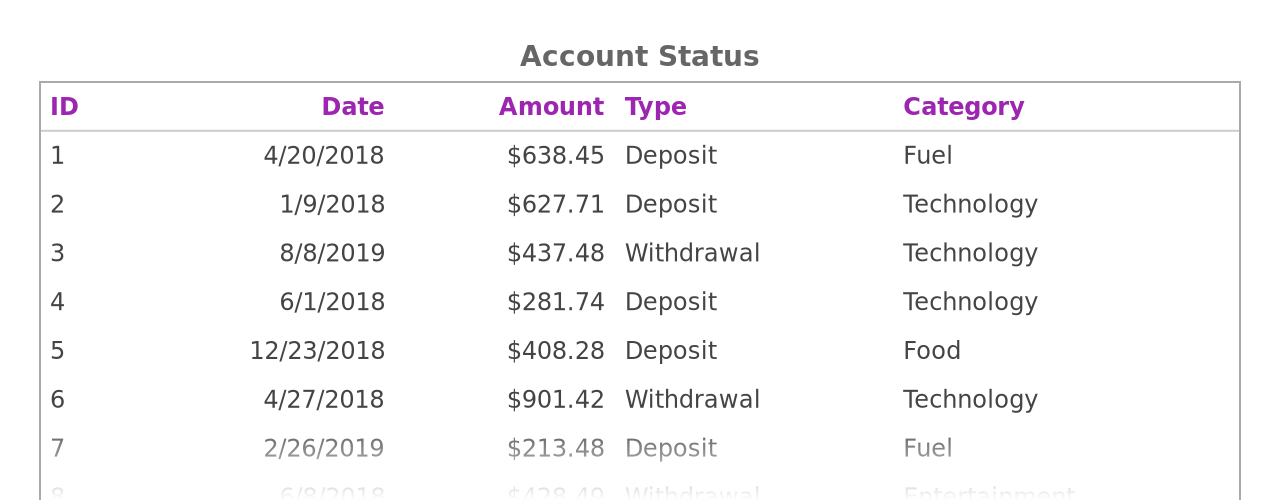 Account Status
ID Date Amount Type Category
1 4/20/2018 $638.45 Deposit Fuel
2 1/9/2018 $627.71 Deposit Technology
3 8/8/2019 $437.48 Withdrawal Technology
4 6/1/2018 $281.74 Deposit Technology
5 12/23/2018 $408.28 Deposit Food
6 4/27/2018 $901.42 Withdrawal Technology
7 2/26/2019 $213.48 Deposit Fuel
8 6/8/2018 $428.49 Withdrawal Entertainment